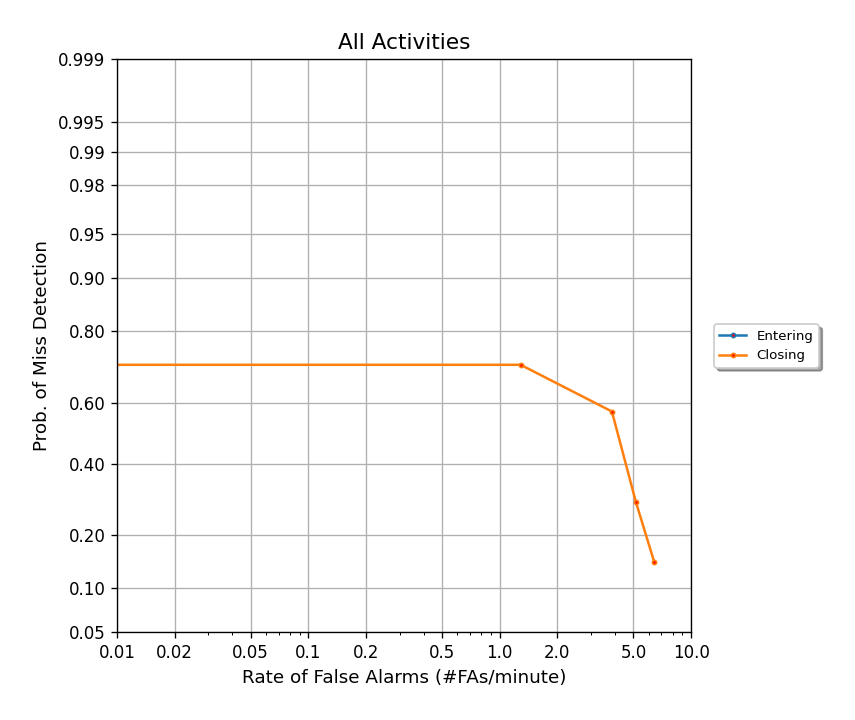 All Activities
0.999
0.995
0.99
0.98
0.95
0.90
0.80
0.60
0.40
0.20
0.10
0.05
Prob. of Miss Detection
0.01 0.02 0.05 0.1 0.2 0.5 1.0 2.0 5.0 10.0
Rate of False Alarms (#FAs/minute)
Entering
Closing